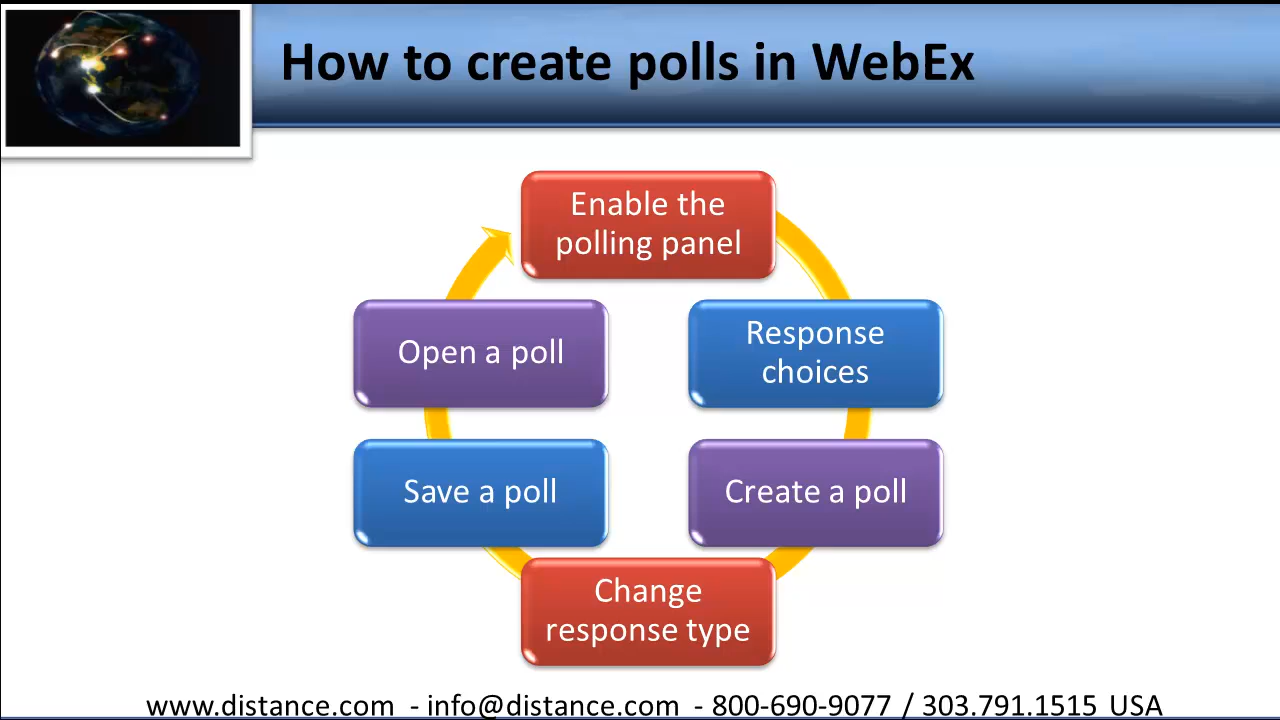 How to create polls in WebEx
Enable the
polling panel
Response
choices
Create a poll
Change
response type
Save a poll
Open a poll
www.distance.com - info@distance.com - 800-690-9077 / 303.791.1515 USA